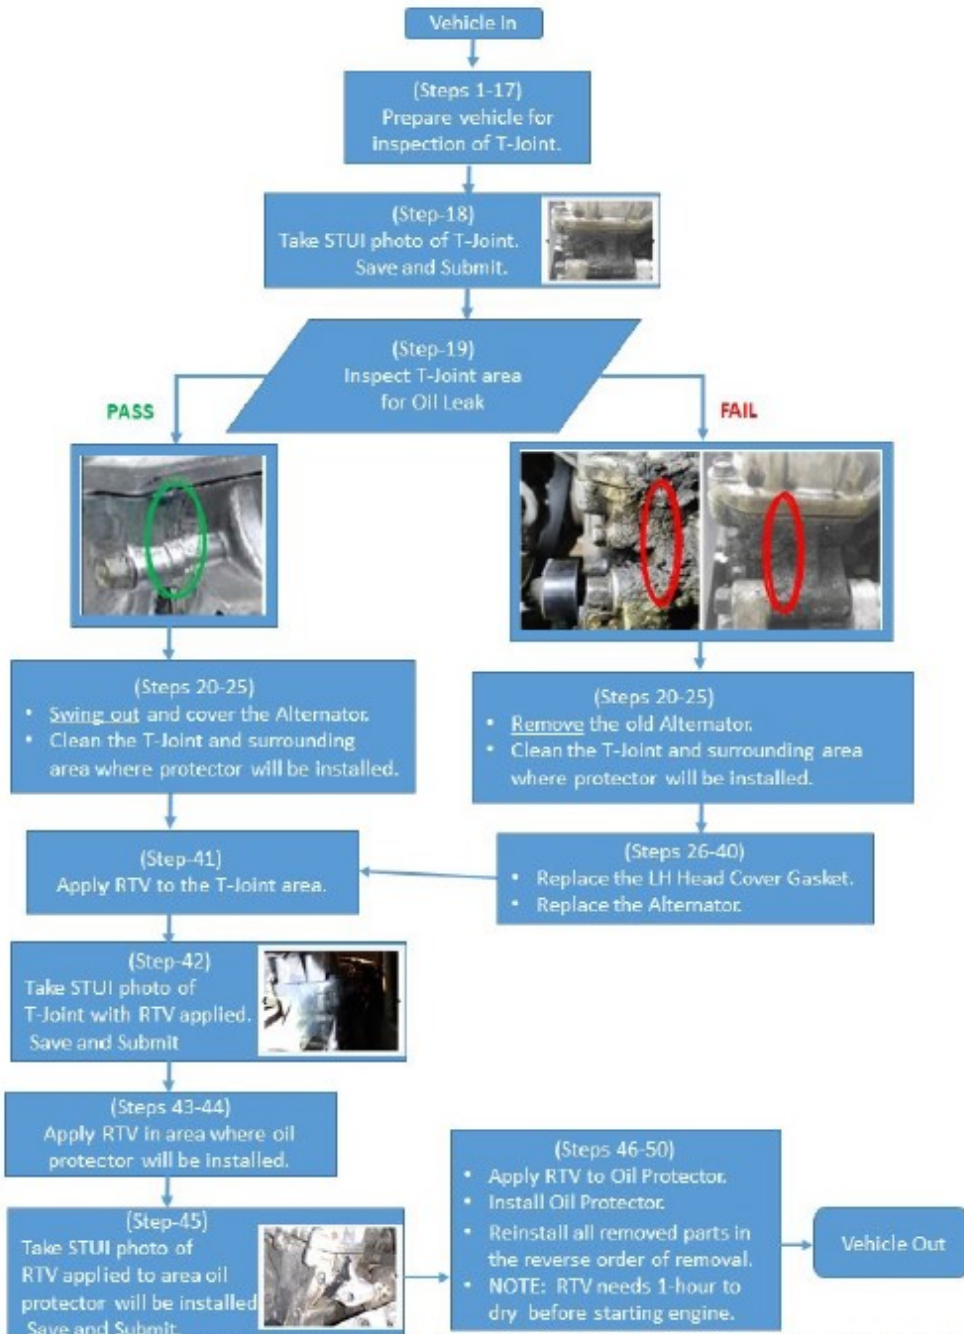 Vehicle In
(Steps 1-17)
Prepare vehicle for
inspection of T-Joint.
(Step-18)
Take STUI photo of T-Joint.
Save and Submit.
(Step-19)
Inspect T-Joint area
for Oil Leak
PASS
FAIL
(Steps 20-25)
• Swing out and cover the Alternator.
• Clean the T-Joint and surrounding
area where protector will be installed.
(Steps 20-25)
• Remove the old Alternator.
• Clean the T-Joint and surrounding area
where protector will be installed.
(Steps 26-40)
• Replace the LH Head Cover Gasket.
• Replace the Alternator.
(Step-41)
Apply RTV to the T-Joint area.
(Step-42)
Take STUI photo of
T-Joint with RTV applied.
Save and Submit
(Steps 43-44)
Apply RTV in area where oil
protector will be installed.
(Step-45)
Take STUI photo of
RTV applied to area oil
protector will be installed
Save and Submit.
(Steps 46-50)
• Apply RTV to Oil Protector.
• Install Oil Protector.
• Reinstall all removed parts in
the reverse order of removal.
• NOTE: RTV needs 1-hour to
dry before starting engine.
Vehicle Out